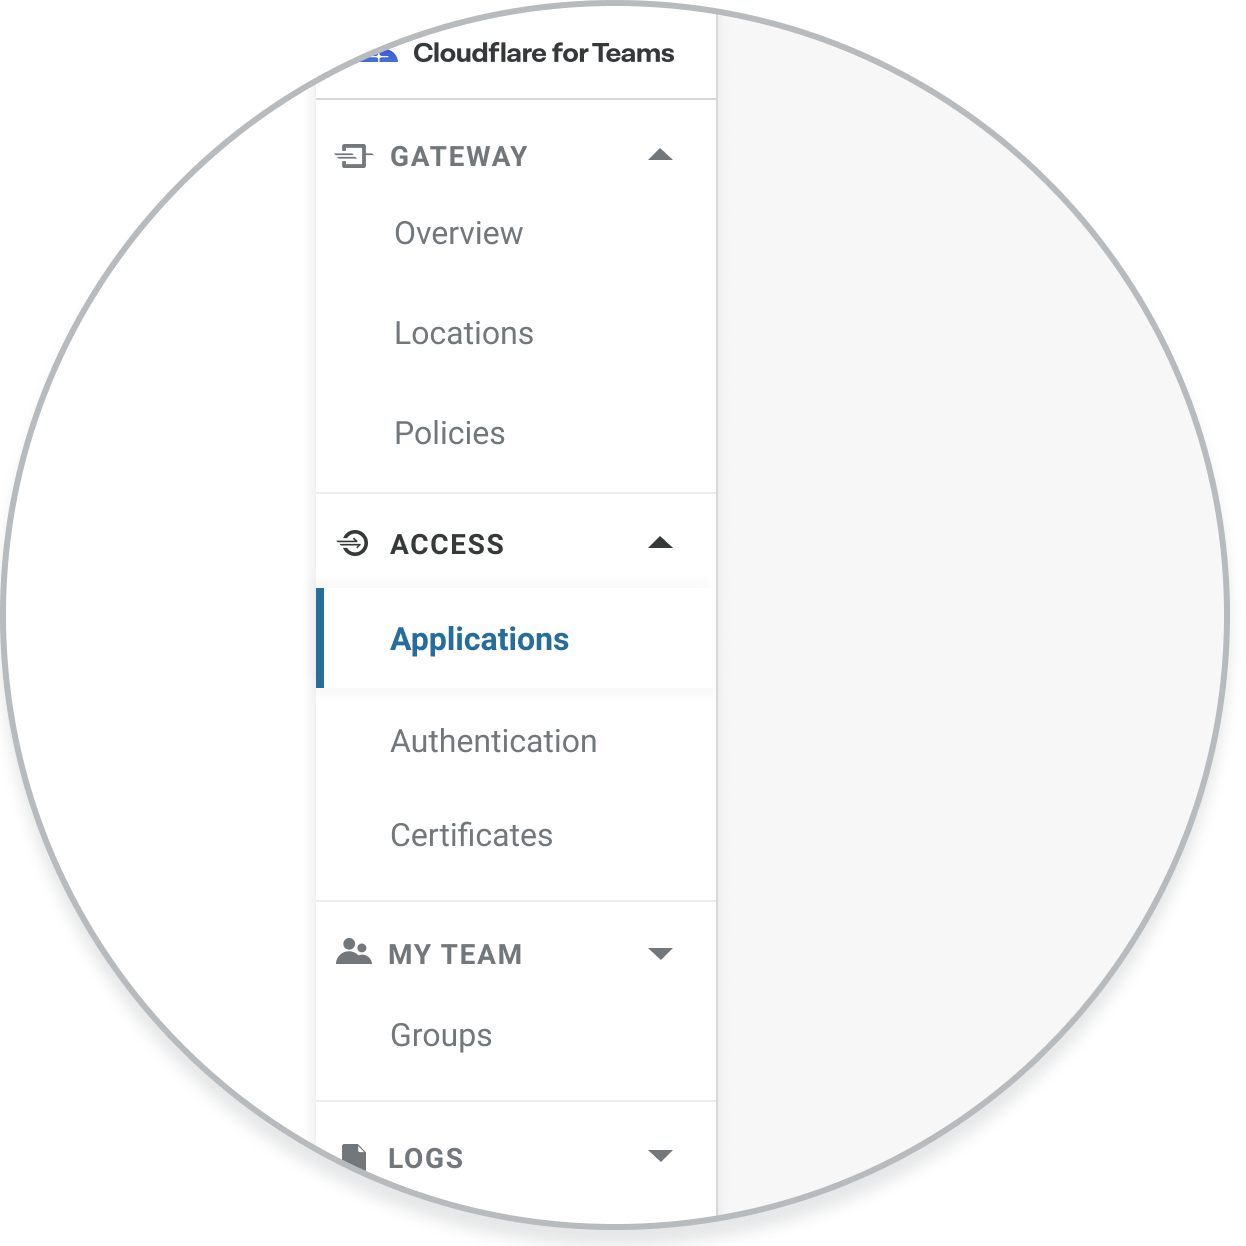 Cloudflare for Teams
GATEWAY
Overview
Locations
Policies
ACCESS
Applications
Authentication
Certificates
MY TEAM
Groups
LOGS